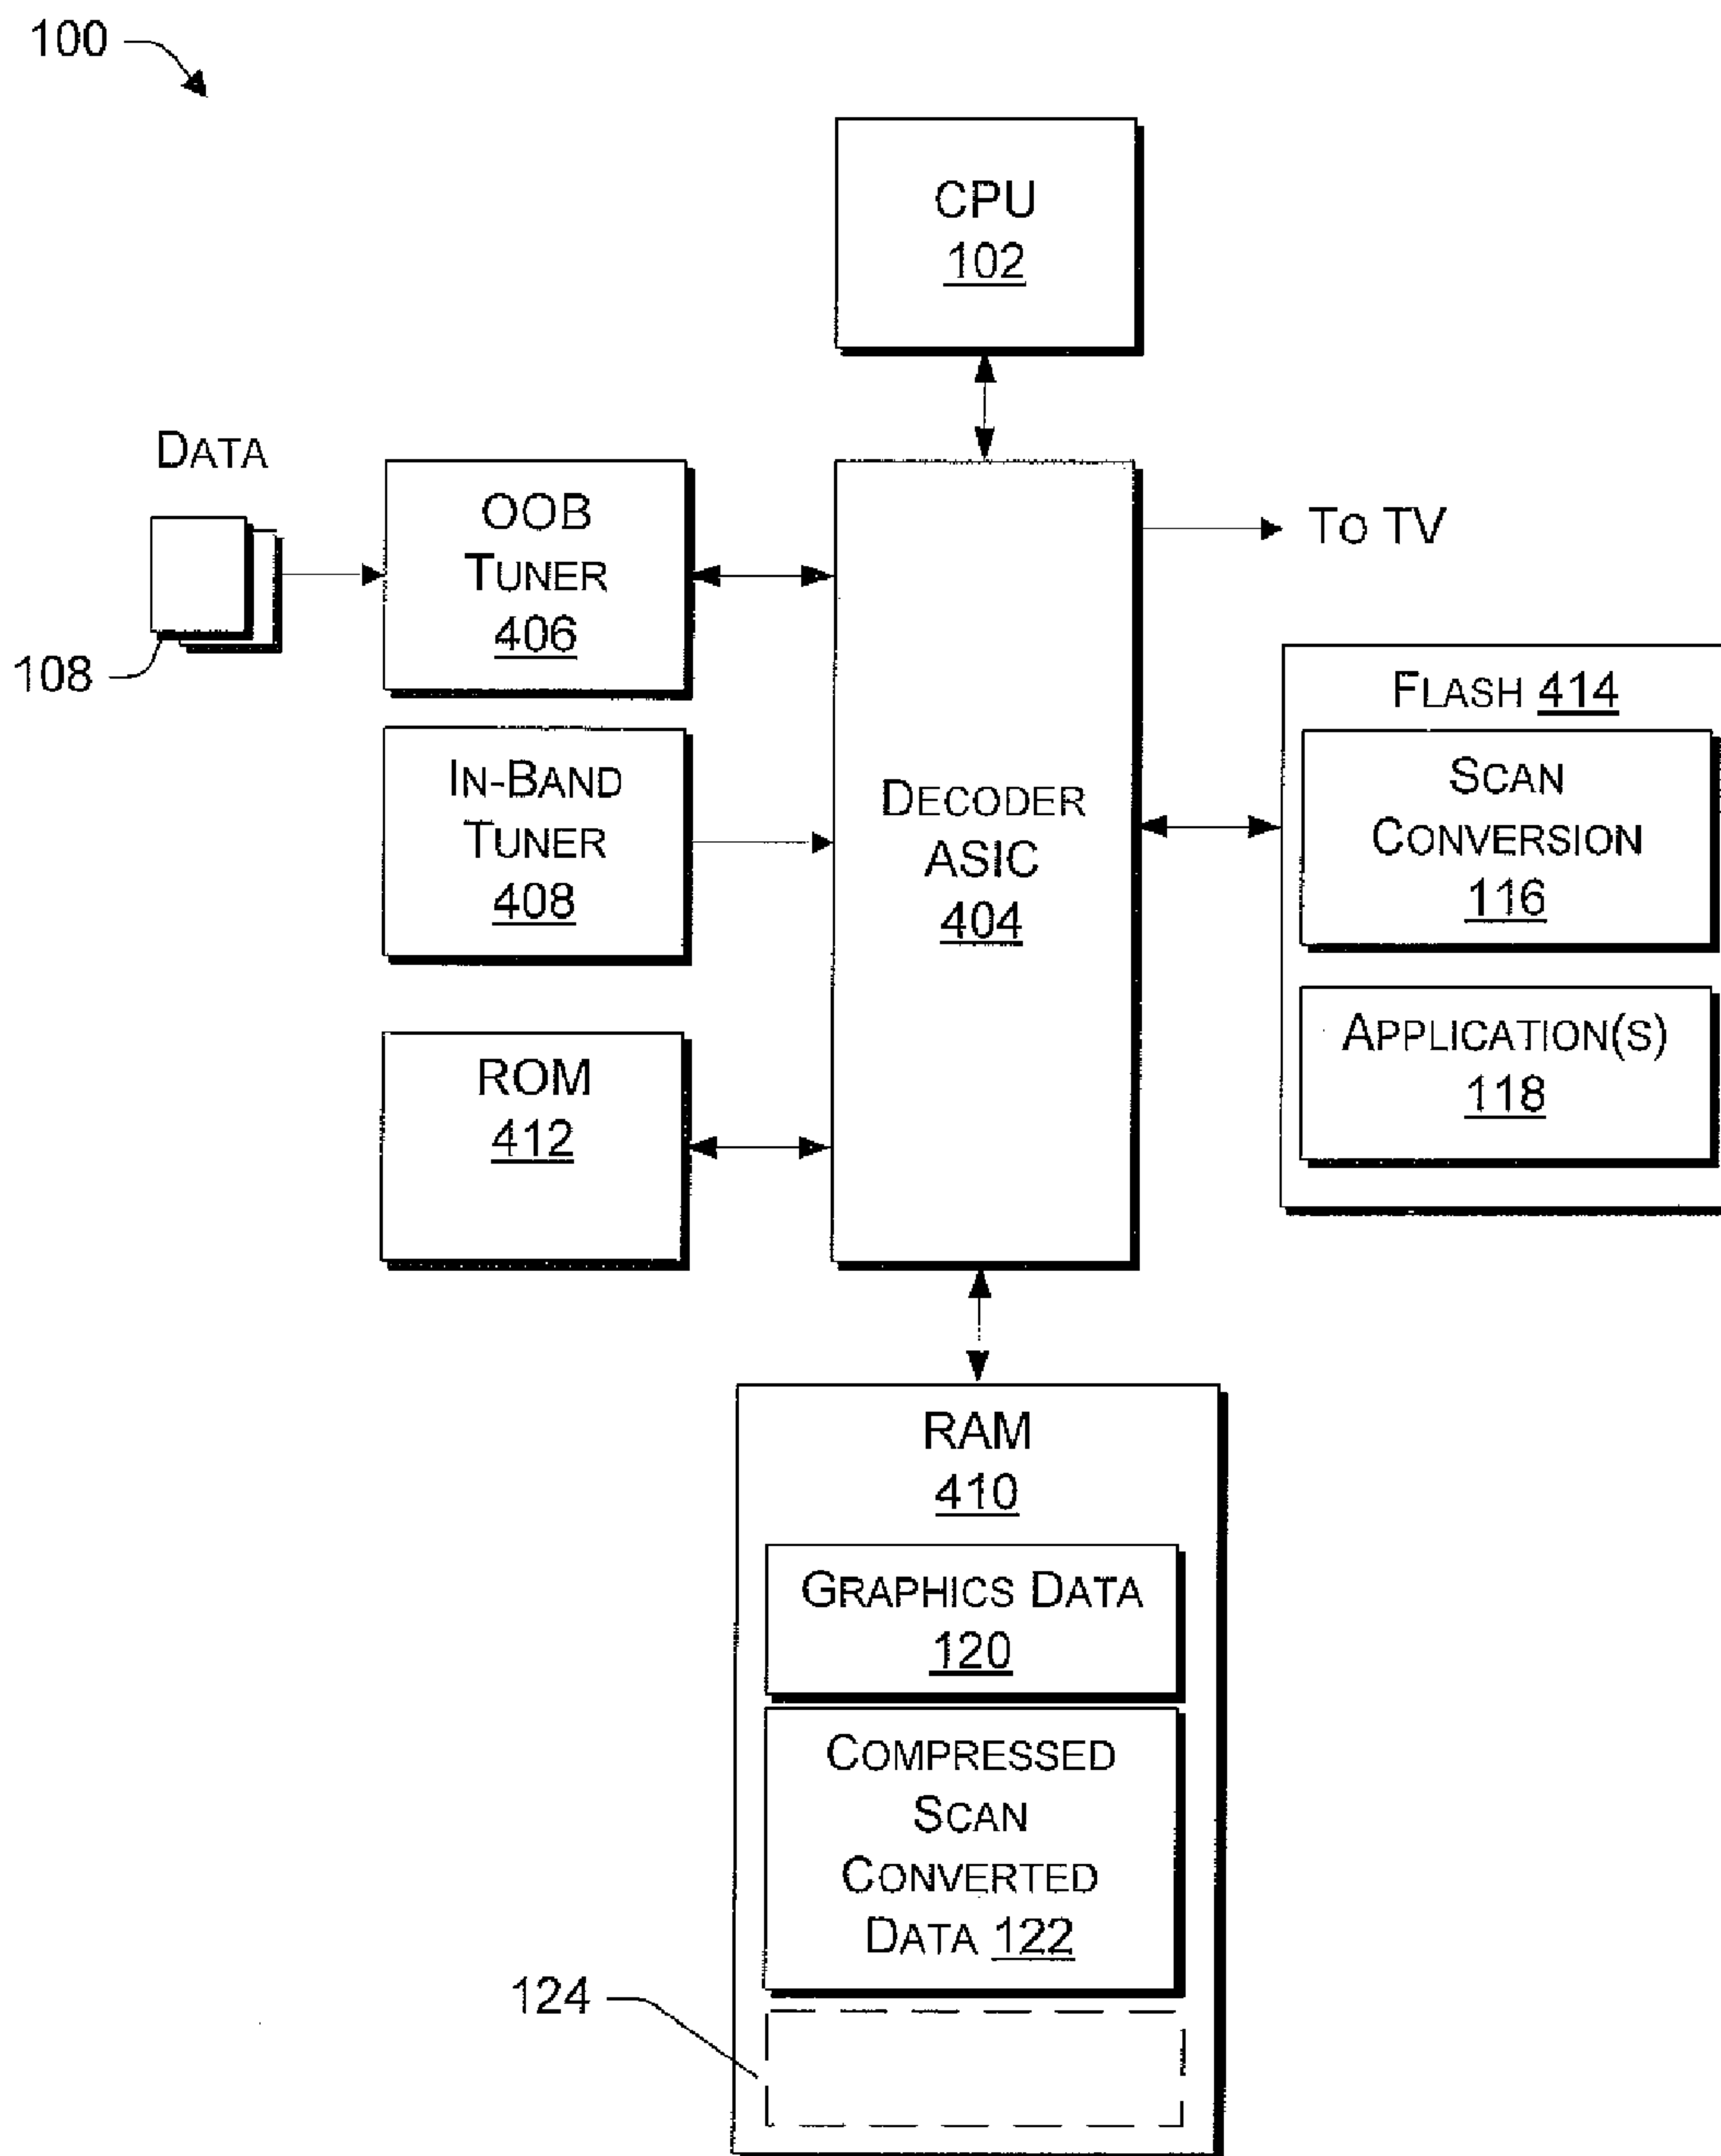 100
CPU
102
DATA
108
OOB
TUNER
406
TO TV
IN-BAND
TUNER
408
DECODER
ASIC
404
FLASH 414
SCAN
CONVERSION
116
APPLICATION(S)
118
ROM
412
RAM
410
GRAPHICS DATA
120
COMPRESSED
SCAN
CONVERTED
DATA 122
124